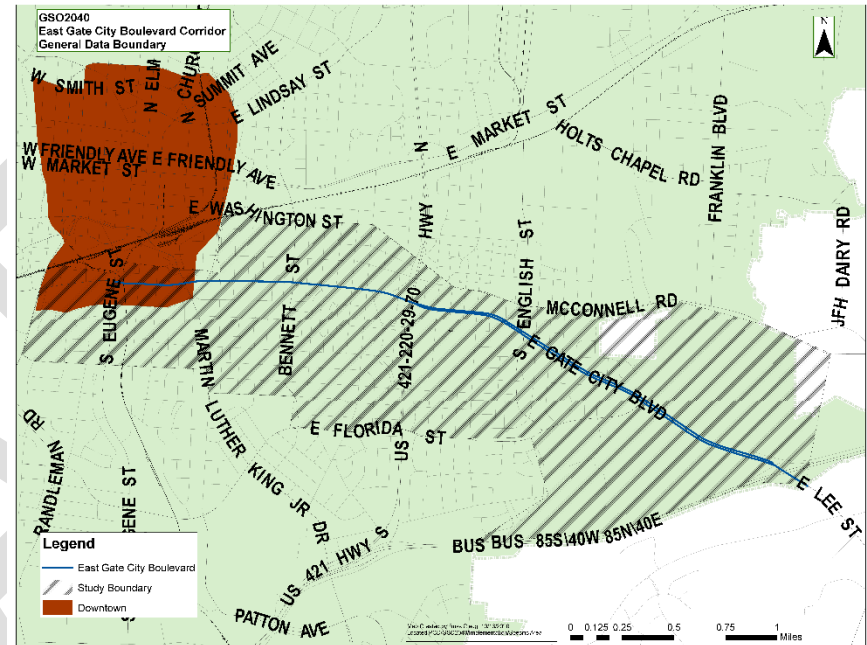 GSO2040
East Gate City Boulevard Corridor
General Data Boundary
N
W SMITH ST
N ELM
N CHURCH
SUMMIT AVE
E LINDSAY ST
W FRIENDLY AVE
E FRIENDLY AVE
W MARKET ST
E WASHINGTON ST
N E MARKET ST
HOLTS CHAPEL RD
FRANKLIN BLVD
JFH DAIRY RD
HWY
S EUGENE ST
BENNETT ST
421-220-29-70
US
S ENGLISH ST
MCCONNELL RD
E GATE CITY BLVD
MARTIN LUTHER KING JR DR
E FLORIDA ST
E LEE ST
RANDLEMAN RD
GENE ST
US 421 HWY S
BUS BUS 85S\40W 85N\40E
PATTON AVE
Legend
East Gate City Boulevard
Study Boundary
Downtown
0 0.125 0.25 0.5 0.75 1
Miles